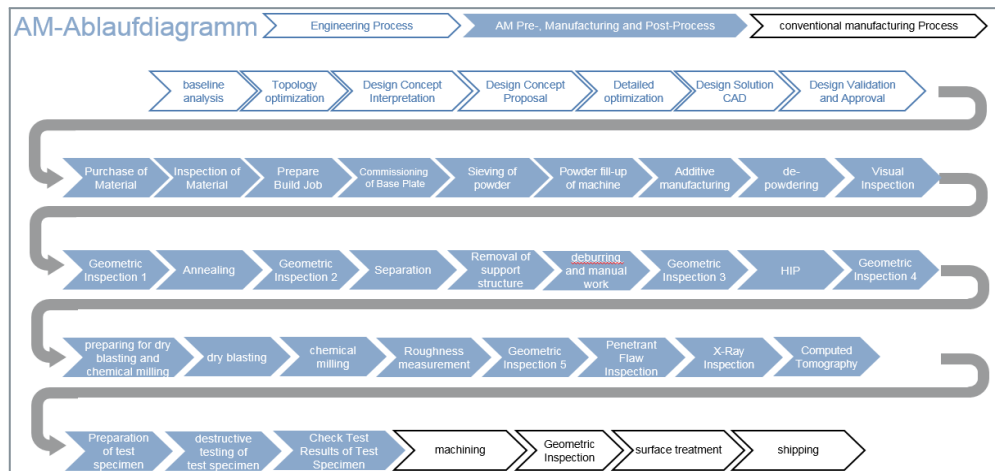 AM-Ablaufdiagramm
Engineering Process
AM Pre-, Manufacturing and Post-Process
conventional manufacturing Process
baseline
analysis
Topology
optimization
Design Concept
Interpretation
Design Concept
Proposal
Detailed
optimization
Design Solution
CAD
Design Validation
and Approval
Purchase of
Material
Inspection of
Material
Prepare
Build Job
Commissioning
of Base Plate
Sieving of
powder
Powder fill-up
of machine
Additive
manufacturing
de-
powdering
Visual
Inspection
Geometric
Inspection 1
Annealing
Geometric
Inspection 2
Separation
Removal of
support
structure
deburring
and manual
work
Geometric
Inspection 3
HIP
Geometric
Inspection 4
preparing for dry
blasting and
chemical milling
dry blasting
chemical
milling
Roughness
measurement
Geometric
Inspection 5
Penetrant
Flaw
Inspection
X-Ray
Inspection
Computed
Tomography
Preparation
of test
specimen
destructive
testing of
test specimen
Check Test
Results of Test
Specimen
machining
Geometric
Inspection
surface treatment
shipping